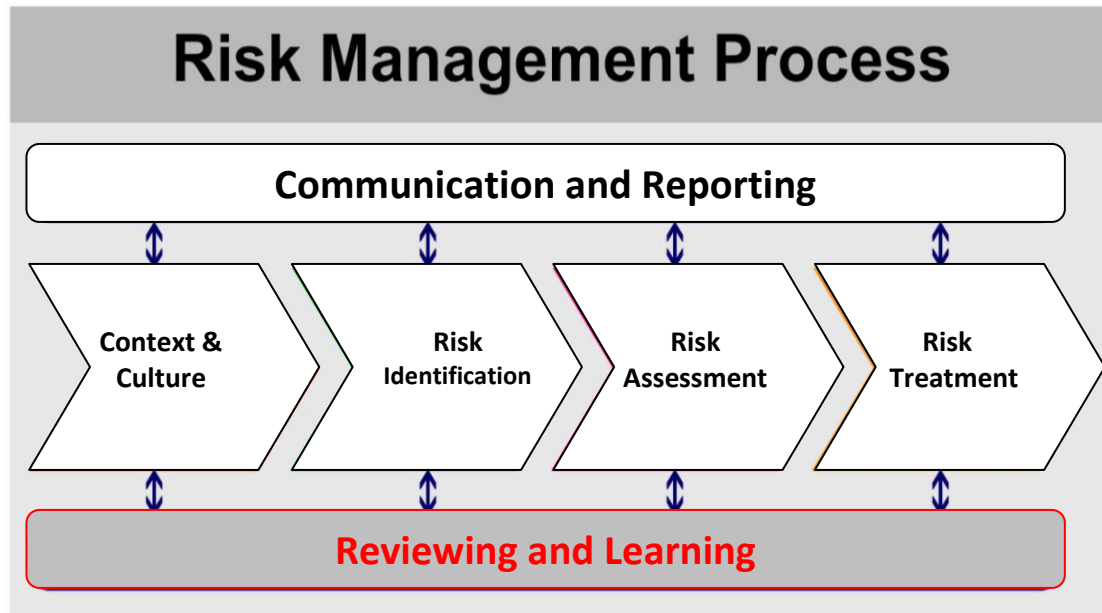 Risk Management Process
Communication and Reporting
Context &
Culture
Risk
Identification
Risk
Assessment
Risk
Treatment
Reviewing and Learning